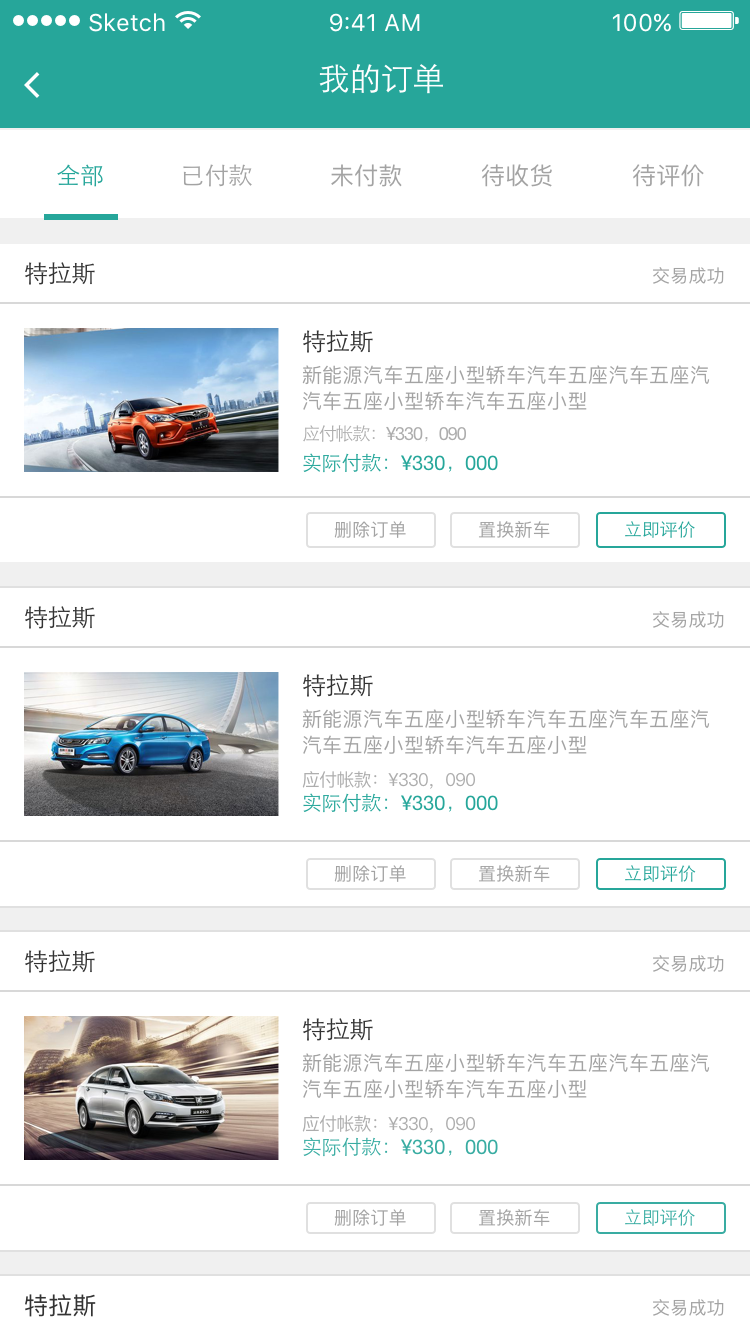 Sketch 9:41 AM 100%
我的订单
全部 已付款 未付款 待收货 待评价
特拉斯 交易成功
特拉斯
新能源汽车五座小型轿车汽车五座汽车五座汽
汽车五座小型轿车汽车五座小型
应付帐款：¥330，090
实际付款：¥330，000
删除订单 置换新车 立即评价
特拉斯 交易成功
特拉斯
新能源汽车五座小型轿车汽车五座汽车五座汽
汽车五座小型轿车汽车五座小型
应付帐款：¥330，090
实际付款：¥330，000
删除订单 置换新车 立即评价
特拉斯 交易成功
特拉斯
新能源汽车五座小型轿车汽车五座汽车五座汽
汽车五座小型轿车汽车五座小型
应付帐款：¥330，090
实际付款：¥330，000
删除订单 置换新车 立即评价
特拉斯 交易成功